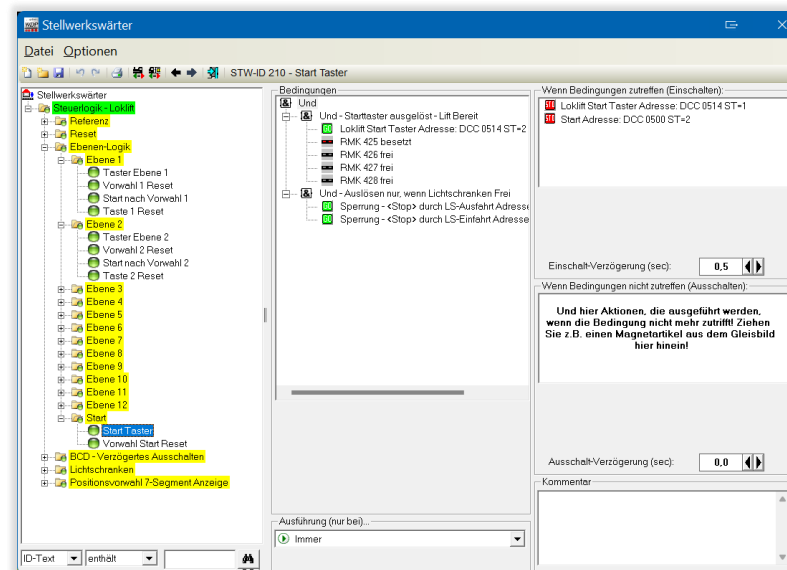 Stellwerkswärter
Datei Optionen
STW-ID 210 - Start Taster
Stellwerkswärter
Steuerlogik - Loklift
Referenz
Reset
Ebenen-Logik
Ebene 1
Taster Ebene 1
Vorwahl 1 Reset
Start nach Vorwahl 1
Taste 1 Reset
Ebene 2
Taster Ebene 2
Vorwahl 2 Reset
Start nach Vorwahl 2
Taste 2 Reset
Ebene 3
Ebene 4
Ebene 5
Ebene 6
Ebene 7
Ebene 8
Ebene 9
Ebene 10
Ebene 11
Ebene 12
Start
Start Taster
Vorwahl Start Reset
BCD - Verzögertes Ausschalten
Lichtschranken
Positionsvorwahl 7-Segment Anzeige
ID-Text enthält
Bedingungen
& Und
& Und - Starttaster ausgelöst - Lift Bereit
GO Loklift Start Taster Adresse: DCC 0514 ST=2
RMK 425 besetzt
RMK 426 frei
RMK 427 frei
RMK 428 frei
& Und - Auslösen nur, wenn Lichtschranken Frei
GO Sperrung - <Stop> durch LS-Ausfahrt Adresse
GO Sperrung - <Stop> durch LS-Einfahrt Adresse
Ausführung (nur bei)...
Immer
Wenn Bedingungen zutreffen (Einschalten):
Loklift Start Taster Adresse: DCC 0514 ST=1
Start Adresse: DCC 0500 ST=2
Einschalt-Verzögerung (sec): 0,5
Wenn Bedingungen nicht zutreffen (Ausschalten):
Und hier Aktionen, die ausgeführt werden,
wenn die Bedingung nicht mehr zutrifft! Ziehen
Sie z.B. einen Magnetartikel aus dem Gleisbild
hier hinein!
Ausschalt-Verzögerung (sec): 0,0
Kommentar